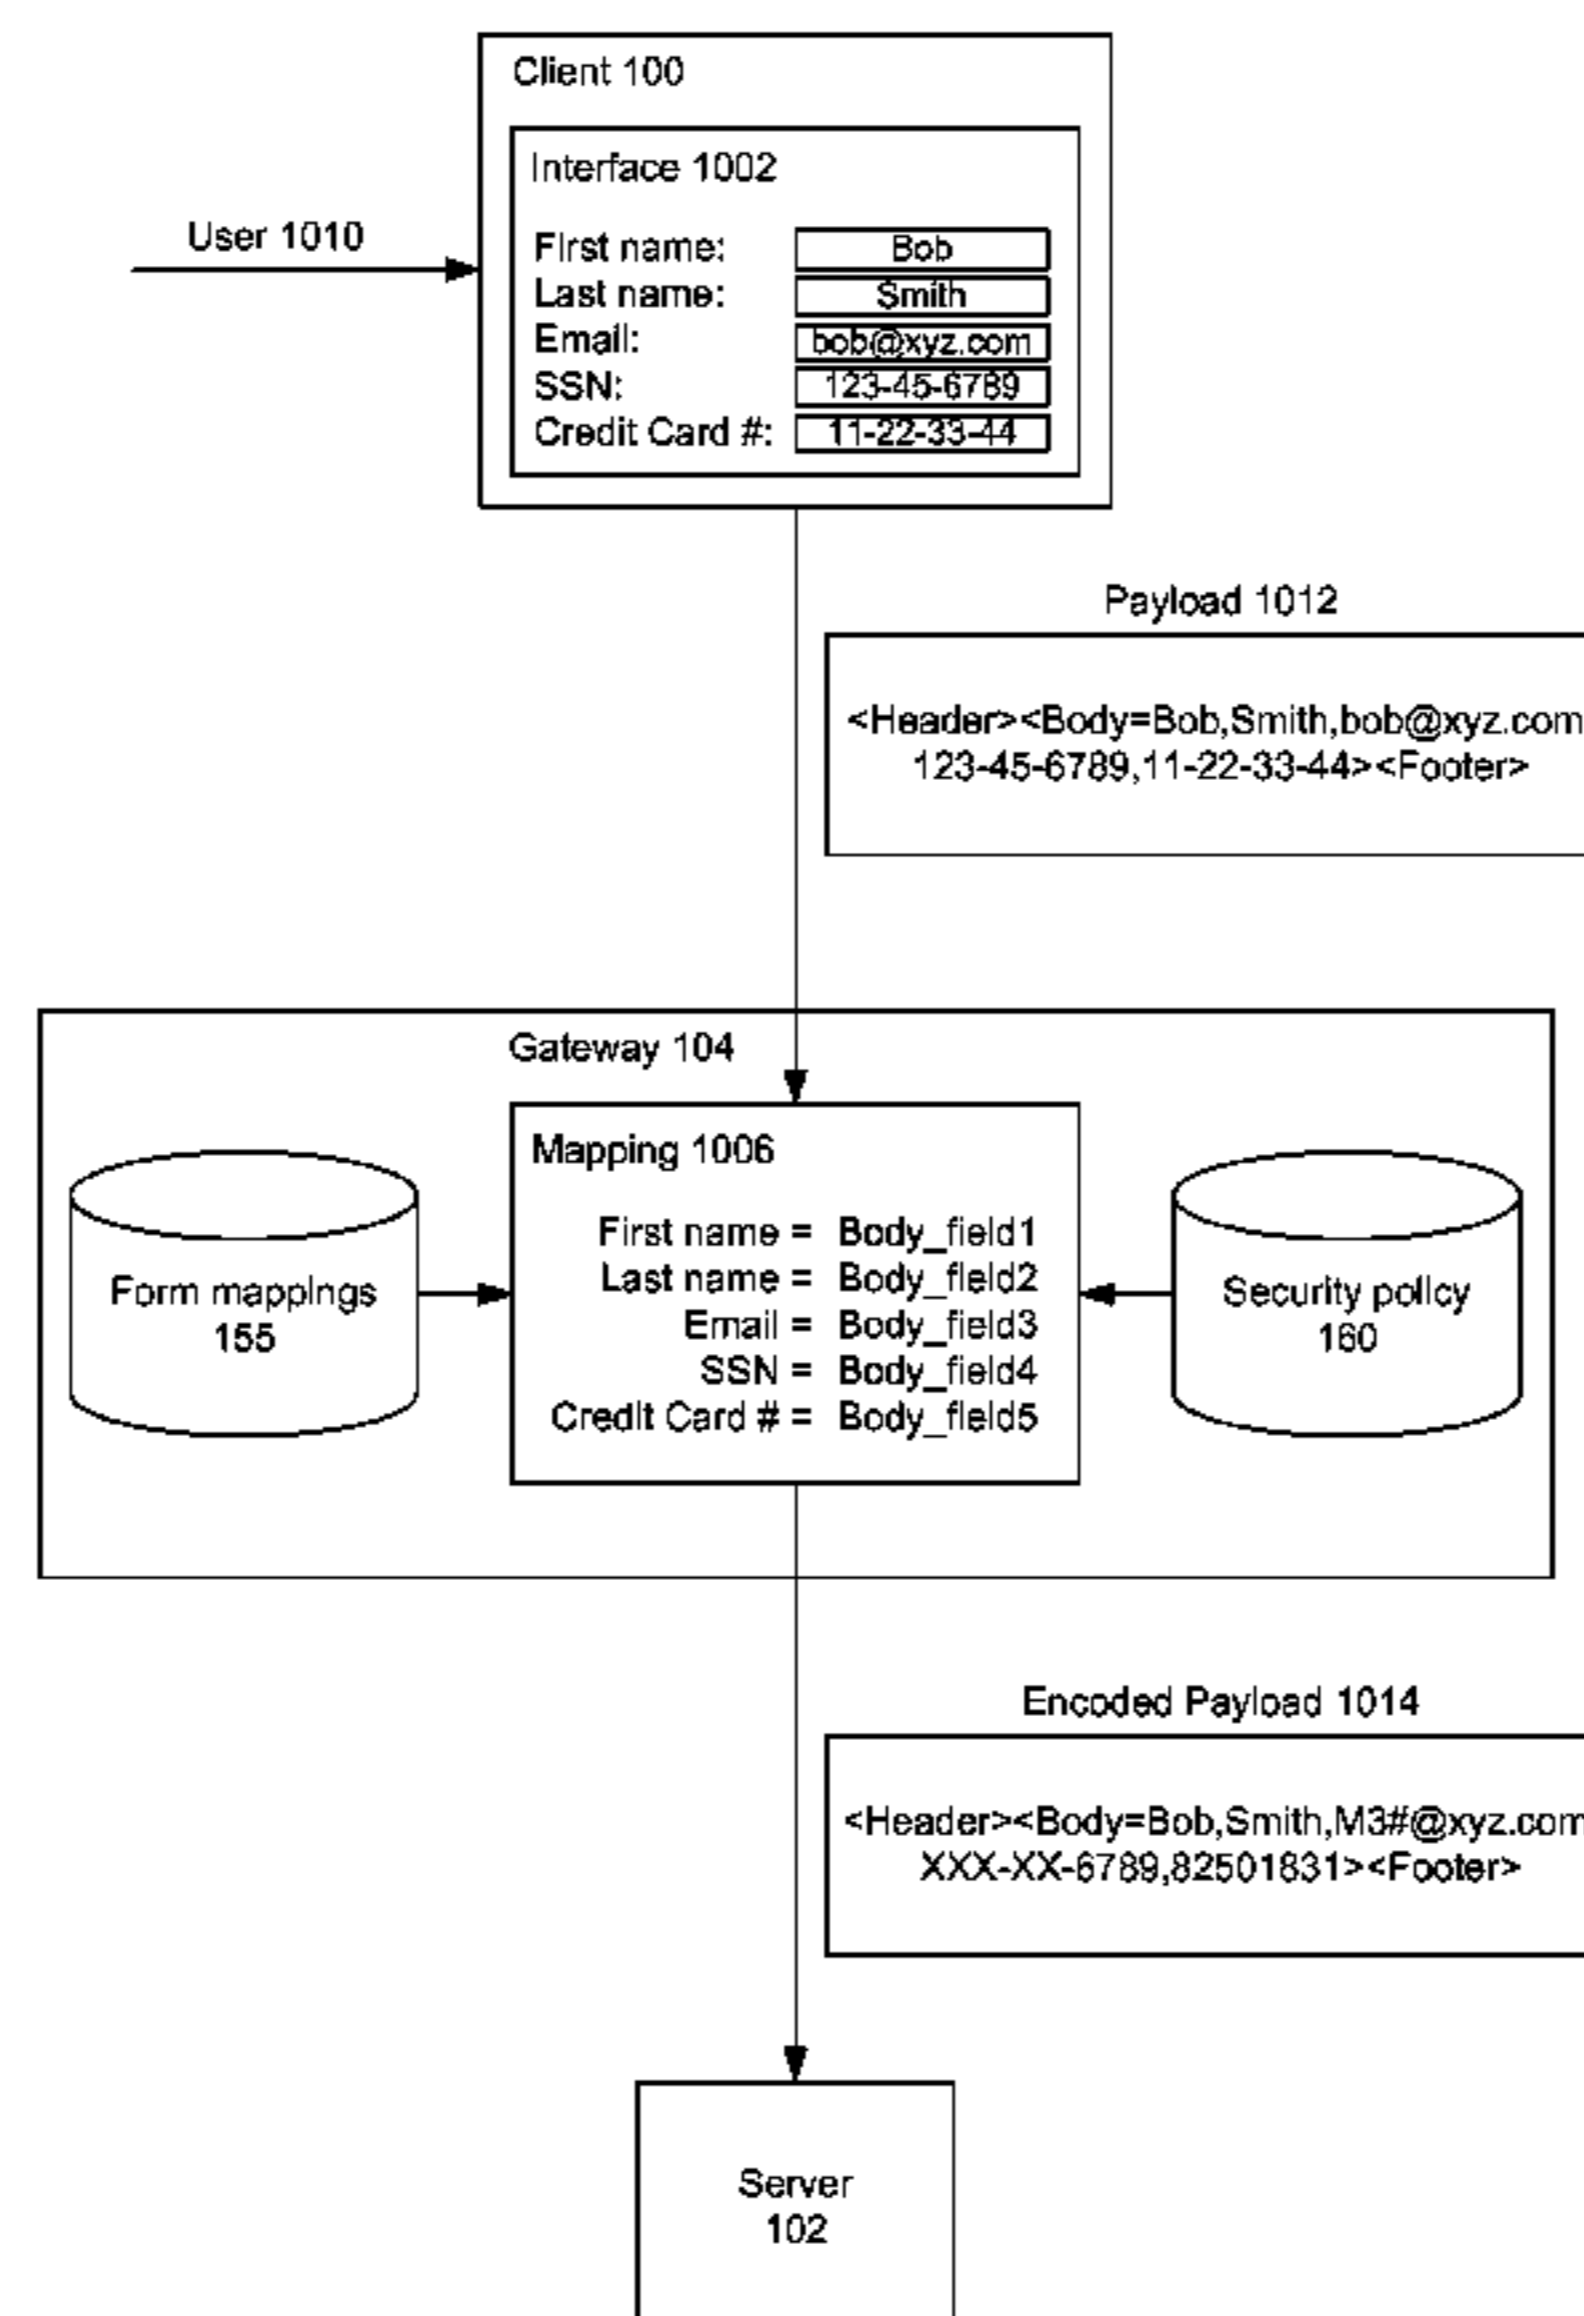 Client 100
Interface 1002
User 1010
First name: Bob
Last name: Smith
Email: bob@xyz.com
SSN: 123-45-6789
Credit Card #: 11-22-33-44
Payload 1012
<Header><Body=Bob,Smith,bob@xyz.com
123-45-6789,11-22-33-44><Footer>
Gateway 104
Mapping 1006
First name = Body_field1
Last name = Body_field2
Email = Body_field3
SSN = Body_field4
Credit Card # = Body_field5
Form mappings
155
Security policy
160
Encoded Payload 1014
<Header><Body=Bob,Smith,M3#@xyz.com
XXX-XX-6789,82501831><Footer>
Server
102